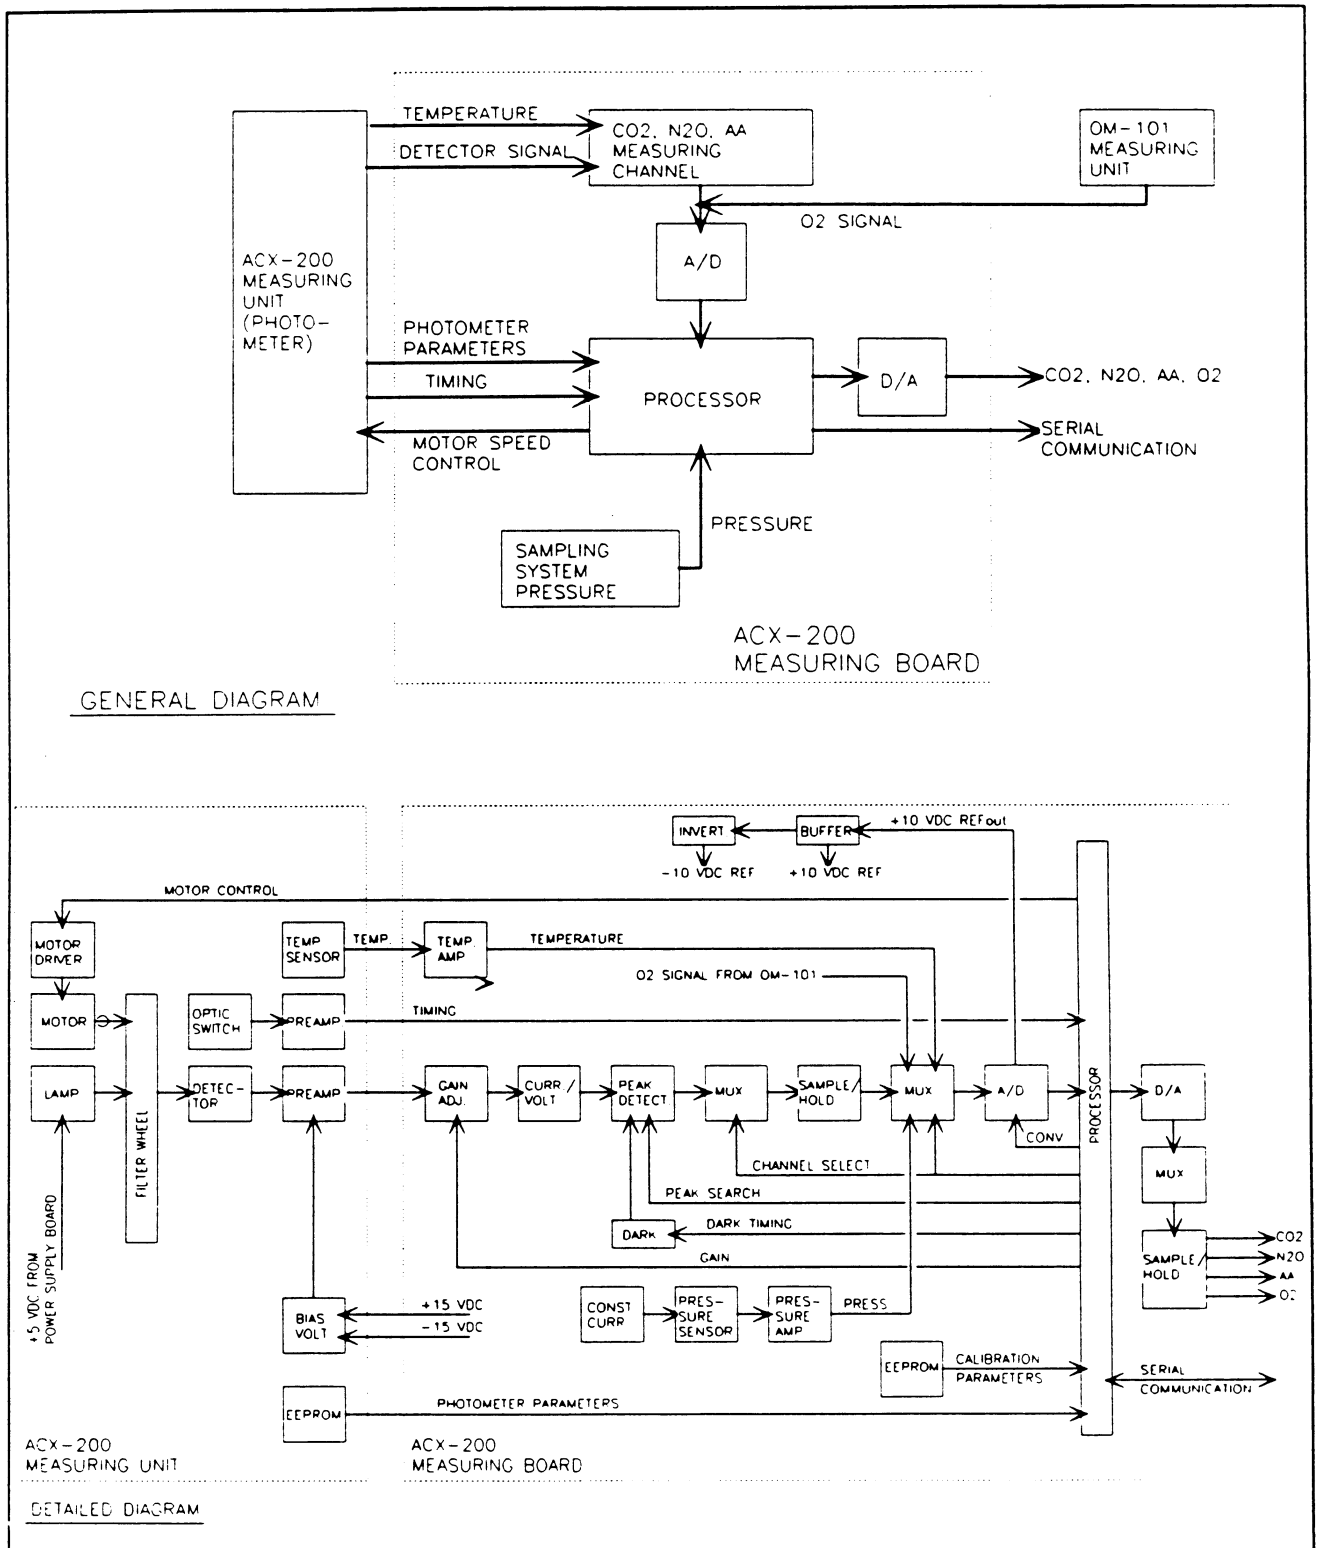 TEMPERATURE
DETECTOR SIGNAL
CO2, N2O, AA
MEASURING
CHANNEL
OM-101
MEASURING
UNIT
O2 SIGNAL
A/D
ACX-200
MEASURING
UNIT
(PHOTO-
METER)
PHOTOMETER
PARAMETERS
TIMING
MOTOR SPEED
CONTROL
PROCESSOR
D/A
CO2, N2O, AA, O2
SERIAL
COMMUNICATION
PRESSURE
SAMPLING
SYSTEM
PRESSURE
ACX-200
MEASURING BOARD
GENERAL DIAGRAM
INVERT
BUFFER
+10 VDC REFout
-10 VDC REF
+10 VDC REF
MOTOR CONTROL
MOTOR
DRIVER
TEMP
SENSOR
TEMP.
TEMP.
AMP
TEMPERATURE
O2 SIGNAL FROM OM-101
MOTOR
OPTIC
SWITCH
PREAMP
TIMING
LAMP
FILTER WHEEL
DETEC-
TOR
PREAMP
GAIN
ADJ.
CURR./
VOLT
PEAK
DETECT.
MUX
SAMPLE/
HOLD
MUX
A/D
PROCESSOR
D/A
CONV
CHANNEL SELECT
MUX
PEAK SEARCH
DARK
DARK TIMING
GAIN
SAMPLE/
HOLD
CO2
N2O
AA
O2
+5 VDC FROM
POWER SUPPLY BOARD
BIAS
VOLT
+15 VDC
-15 VDC
CONST
CURR
PRES-
SURE
SENSOR
PRES-
SURE
AMP
PRESS
EEPROM
CALIBRATION
PARAMETERS
SERIAL
COMMUNICATION
EEPROM
PHOTOMETER PARAMETERS
ACX-200
MEASURING UNIT
ACX-200
MEASURING BOARD
DETAILED DIAGRAM